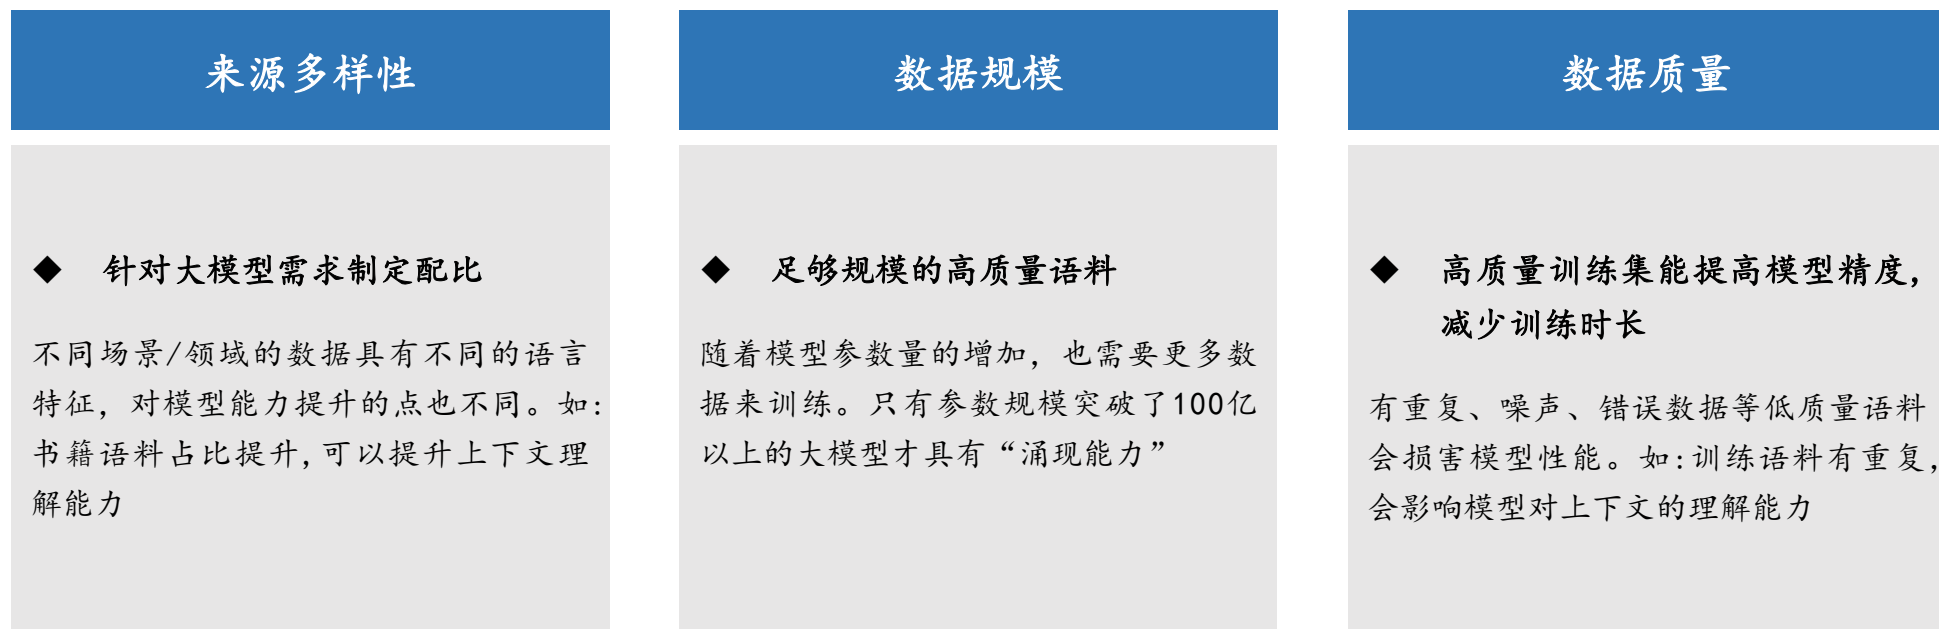 来源多样性
◆ 针对大模型需求制定配比
不同场景/领域的数据具有不同的语言
特征，对模型能力提升的点也不同。如:
书籍语料占比提升,可以提升上下文理
解能力
数据规模
◆ 足够规模的高质量语料
随着模型参数量的增加，也需要更多数
据来训练。只有参数规模突破了100亿
以上的大模型才具有“涌现能力”
数据质量
◆ 高质量训练集能提高模型精度，
减少训练时长
有重复、噪声、错误数据等低质量语料
会损害模型性能。如:训练语料有重复，
会影响模型对上下文的理解能力